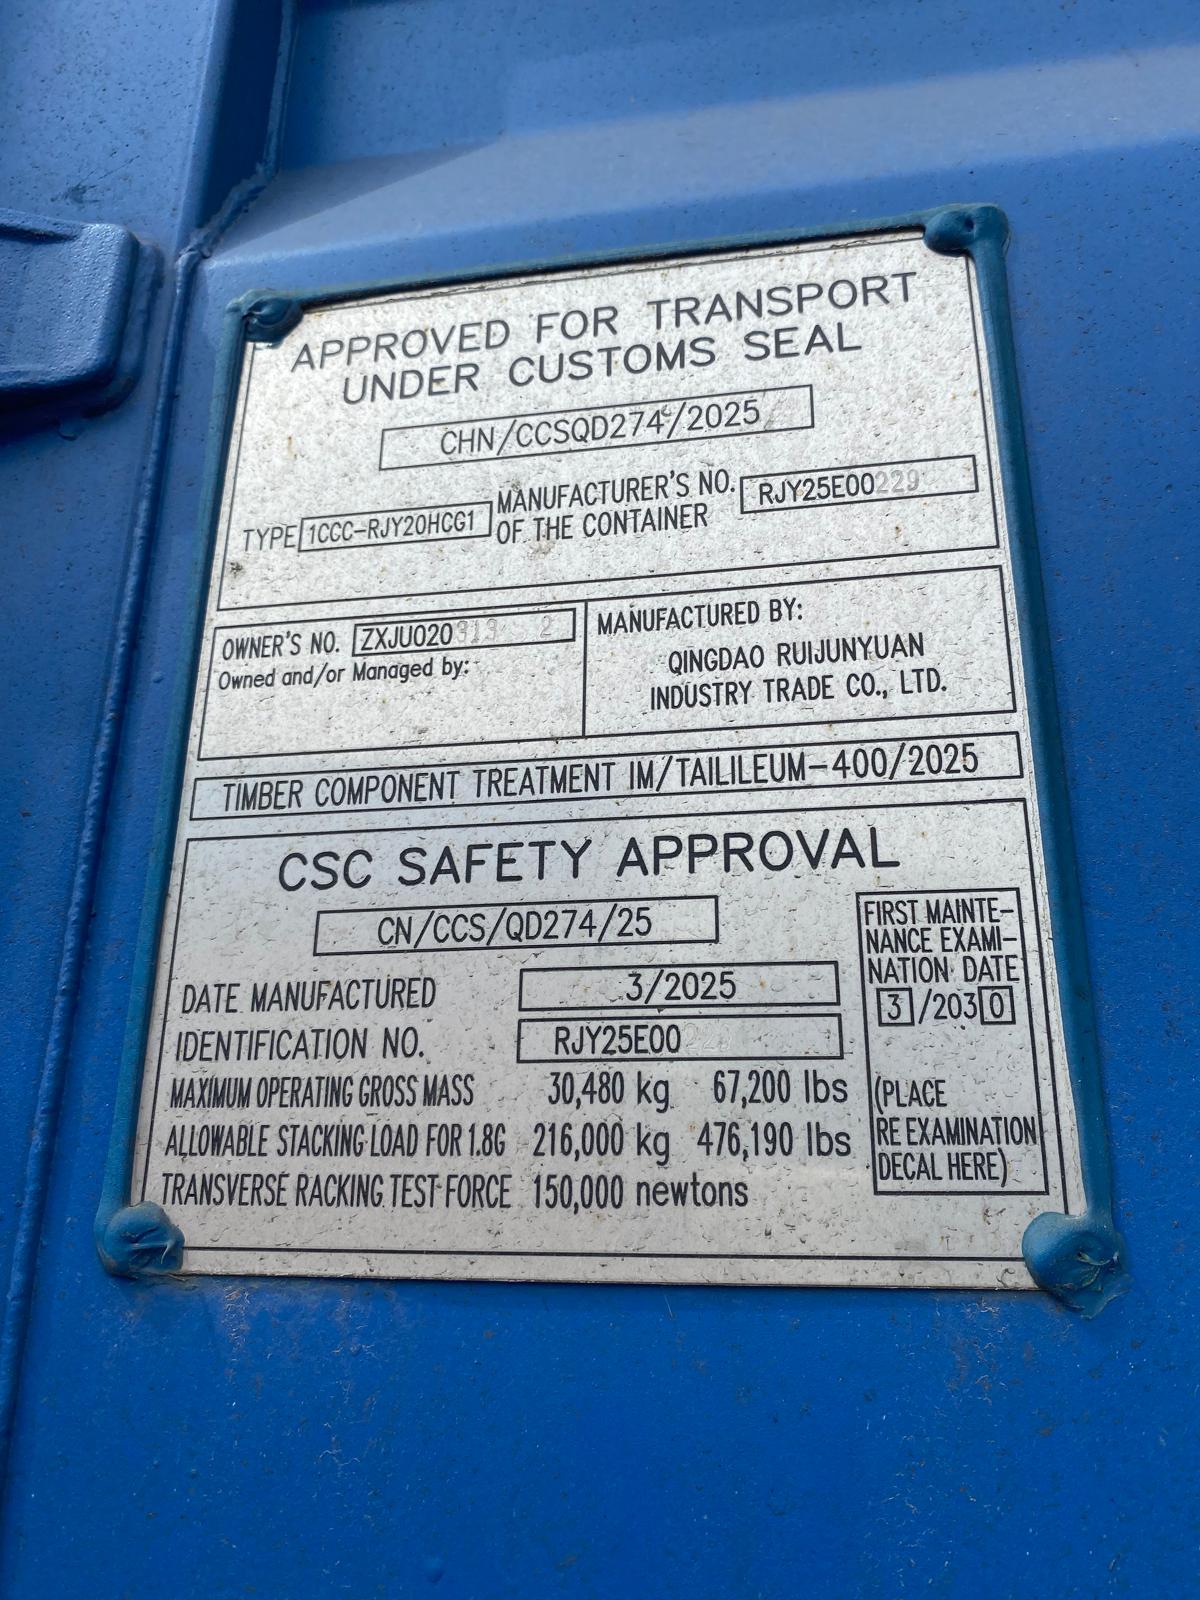 APPROVED FOR TRANSPORT
UNDER CUSTOMS SEAL
CHN/CCSQD274/2025
TYPE 1CCC-RJY20HCG1 MANUFACTURER'S NO. OF THE CONTAINER RJY25E00229
OWNER'S NO. ZXJU020313 2
Owned and/or Managed by:
MANUFACTURED BY:
QINGDAO RUIJUNYUAN
INDUSTRY TRADE CO., LTD.
TIMBER COMPONENT TREATMENT IM/TAILILEUM-400/2025
CSC SAFETY APPROVAL
CN/CCS/QD274/25
DATE MANUFACTURED 3/2025
IDENTIFICATION NO. RJY25E00229
MAXIMUM OPERATING GROSS MASS 30,480 kg 67,200 lbs
ALLOWABLE STACKING LOAD FOR 1.8G 216,000 kg 476,190 lbs
TRANSVERSE RACKING TEST FORCE 150,000 newtons
FIRST MAINTE-
NANCE EXAMI-
NATION DATE
3/2030
(PLACE
RE EXAMINATION
DECAL HERE)